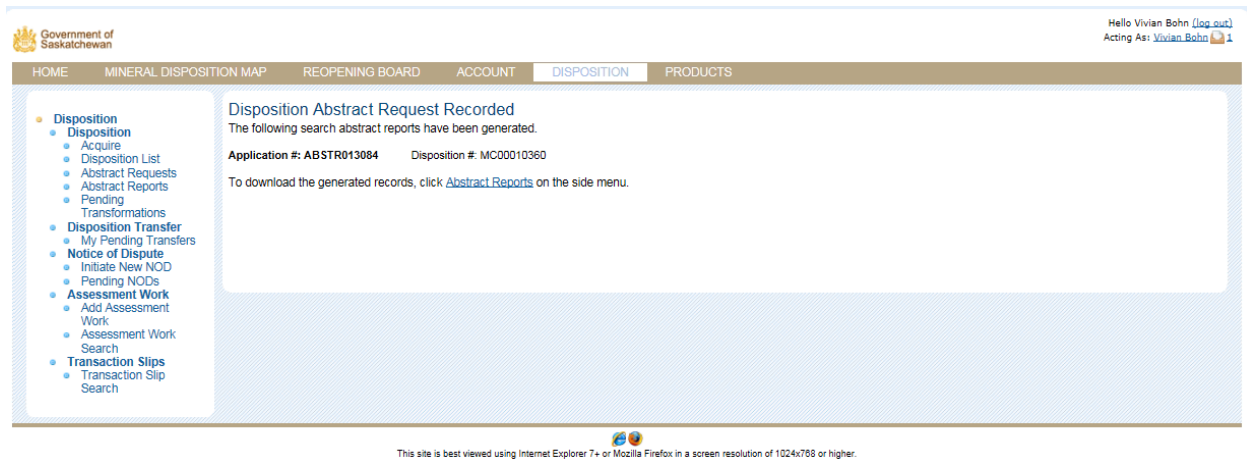 Government of
Saskatchewan
Hello Vivian Bohn (log out)
Acting As: Vivian Bohn 1
HOME MINERAL DISPOSITION MAP REOPENING BOARD ACCOUNT DISPOSITION PRODUCTS
Disposition
Disposition
Acquire
Disposition List
Abstract Requests
Abstract Reports
Pending
Transformations
Disposition Transfer
My Pending Transfers
Notice of Dispute
Initiate New NOD
Pending NODs
Assessment Work
Add Assessment
Work
Assessment Work
Search
Transaction Slips
Transaction Slip
Search
Disposition Abstract Request Recorded
The following search abstract reports have been generated.
Application #: ABSTR013084 Disposition #: MC00010360
To download the generated records, click Abstract Reports on the side menu.
This site is best viewed using Internet Explorer 7+ or Mozilla Firefox in a screen resolution of 1024x768 or higher.